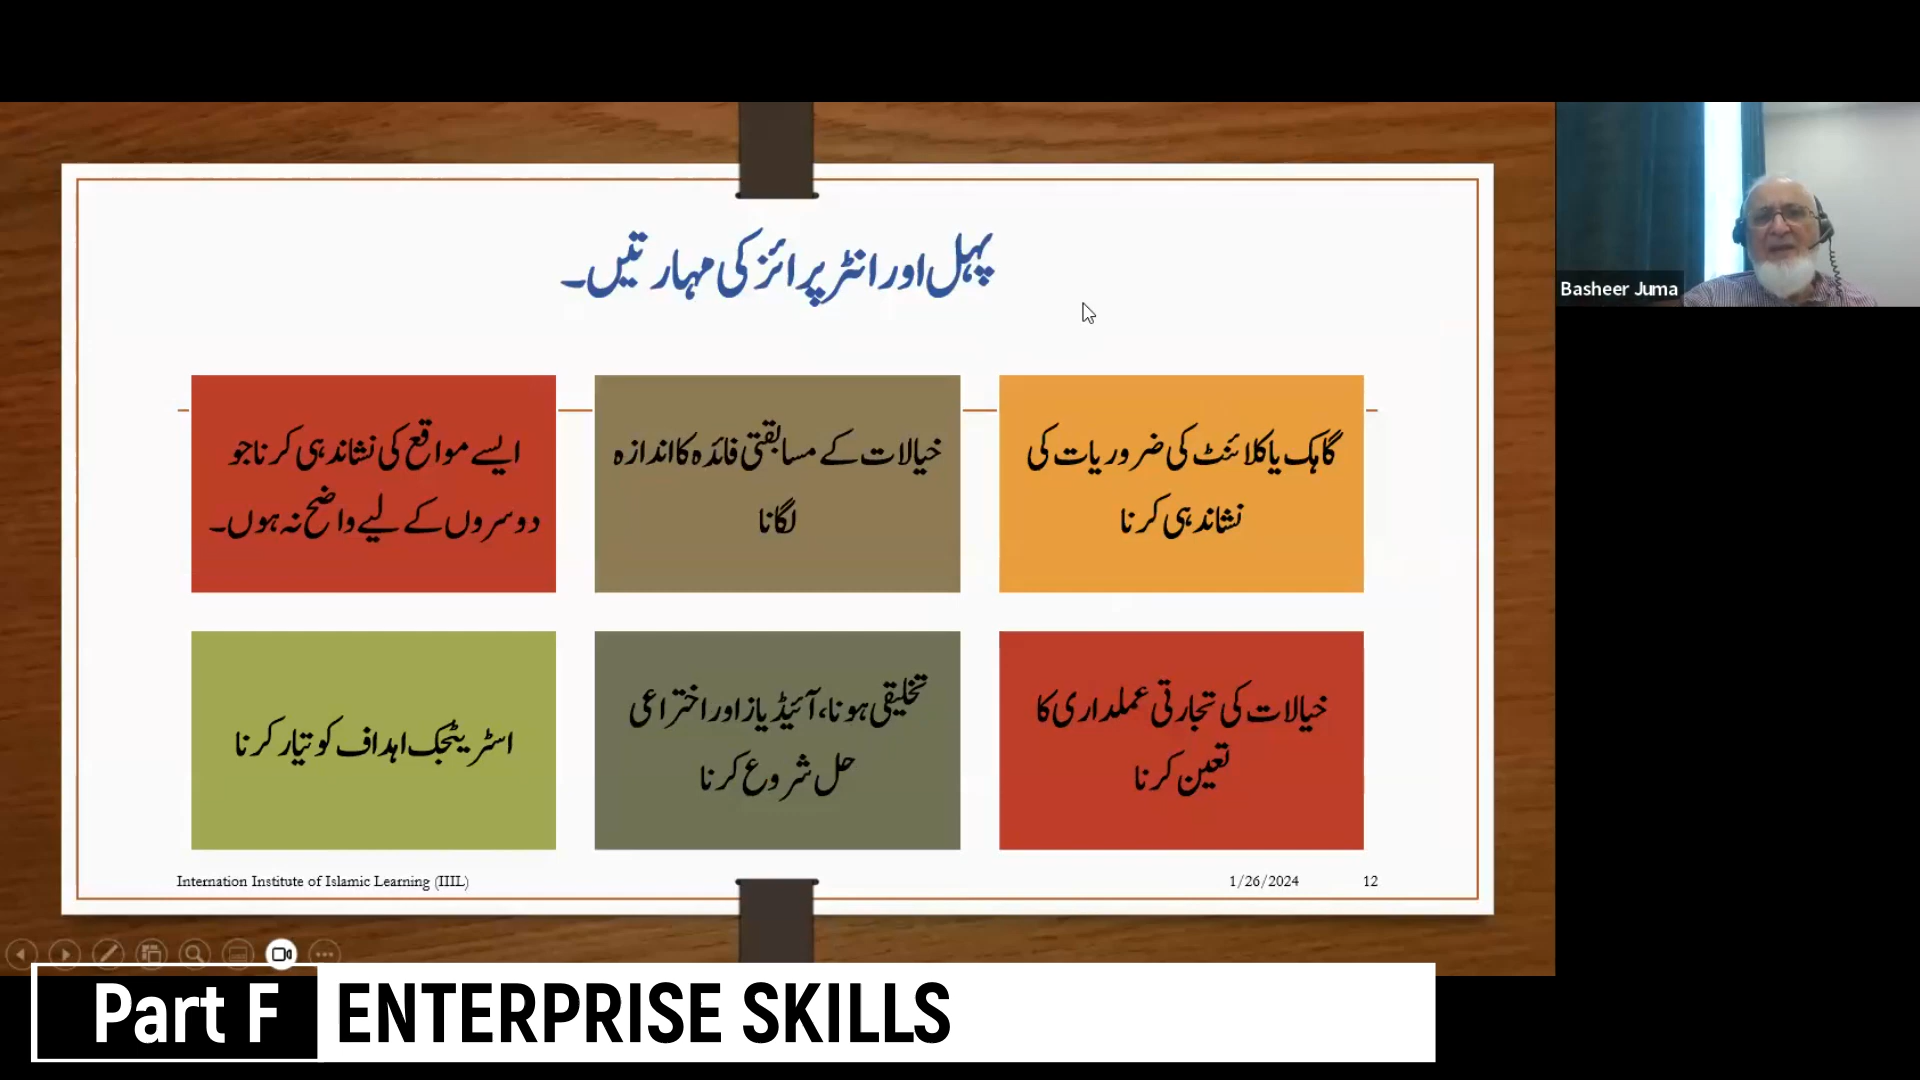 پہل اور انٹرپرائز کی مہارتیں۔
گاہک یا کلائنٹ کی ضروریات کی
نشاندہی کرنا
خیالات کے مسابقتی فائدہ کا اندازہ
لگانا
ایسے مواقع کی نشاندہی کرنا جو
دوسروں کے لیے واضح نہ ہوں۔
خیالات کی تجارتی عملداری کا
تعین کرنا
تخلیقی ہونا، آئیڈیاز اور اختراعی
حل شروع کرنا
اسٹریٹجک اہداف کو تیار کرنا
Internation Institute of Islamic Learning (IIIL)
1/26/2024
12
Basheer Juma
Part F
ENTERPRISE SKILLS